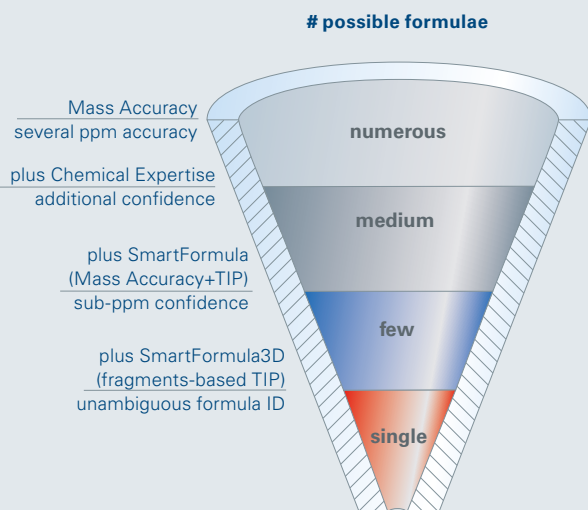 # possible formulae
Mass Accuracy
several ppm accuracy
numerous
plus Chemical Expertise
additional confidence
medium
plus SmartFormula
(Mass Accuracy+TIP)
sub-ppm confidence
few
plus SmartFormula3D
(fragments-based TIP)
unambiguous formula ID
single